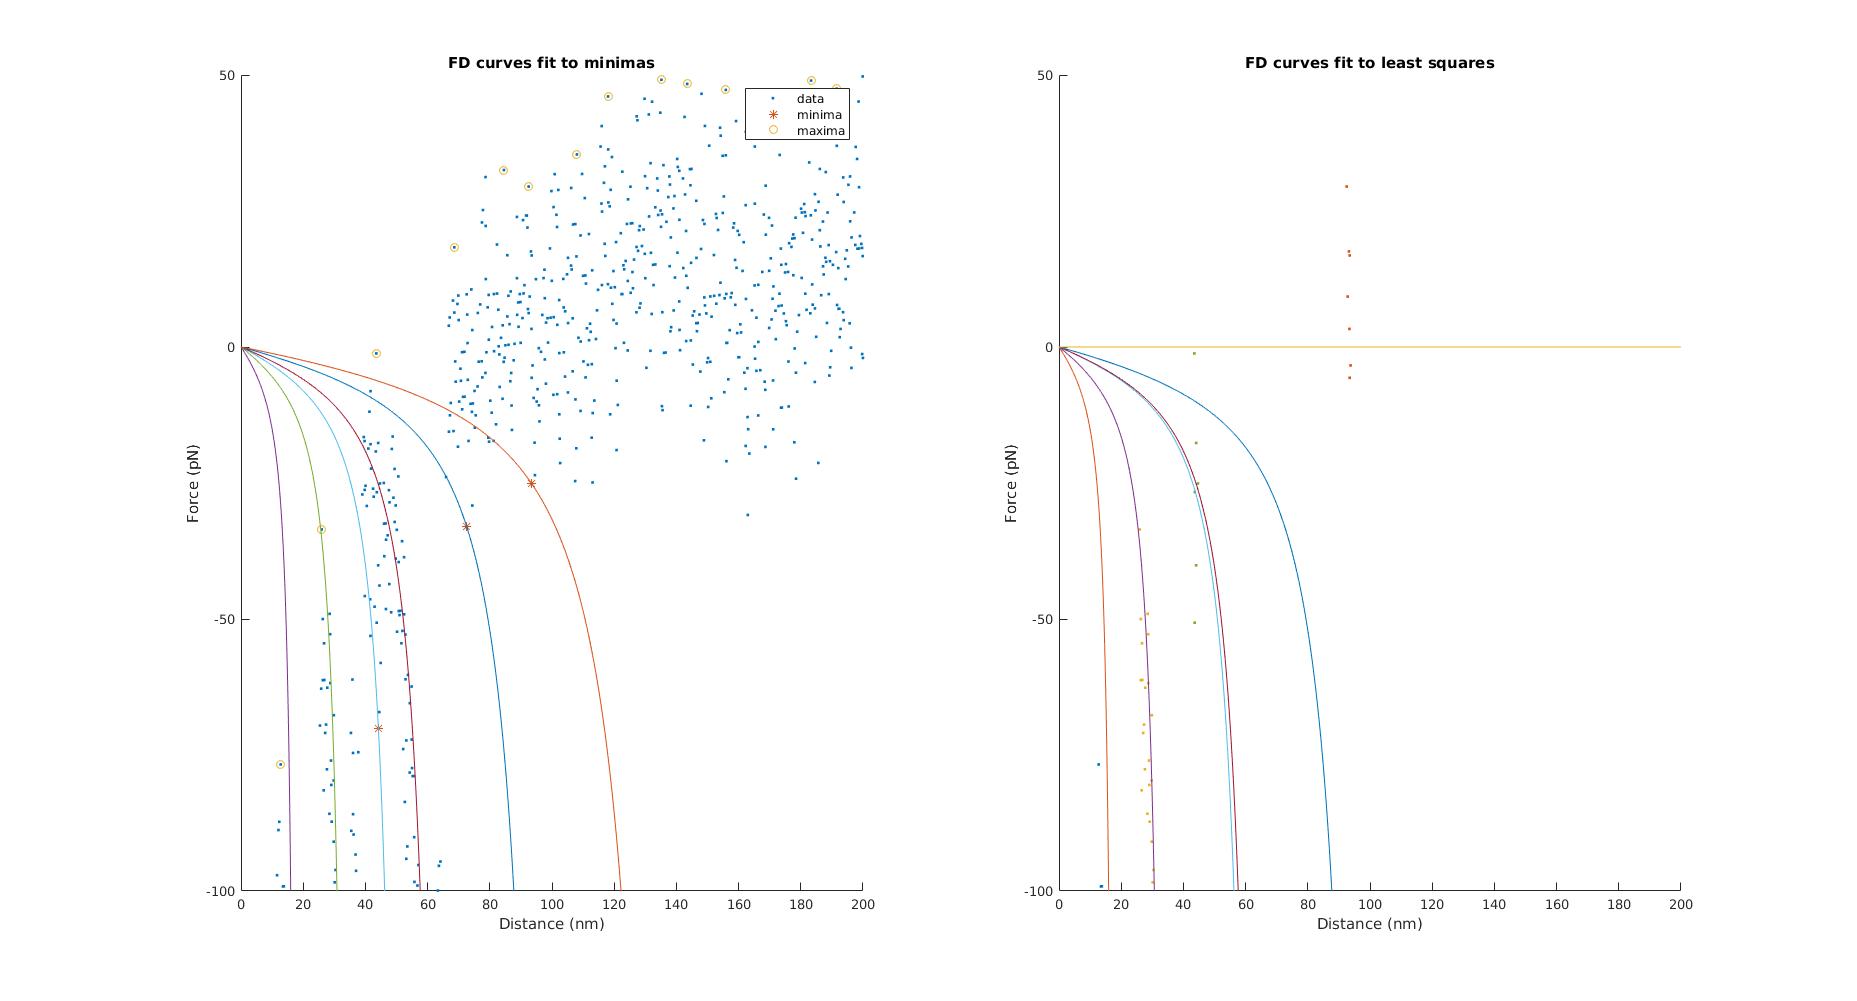 FD curves fit to minimas
50
0
-50
-100
Force (pN)
data
minima
maxima
0 20 40 60 80 100 120 140 160 180 200
Distance (nm)
FD curves fit to least squares
50
0
-50
-100
Force (pN)
0 20 40 60 80 100 120 140 160 180 200
Distance (nm)